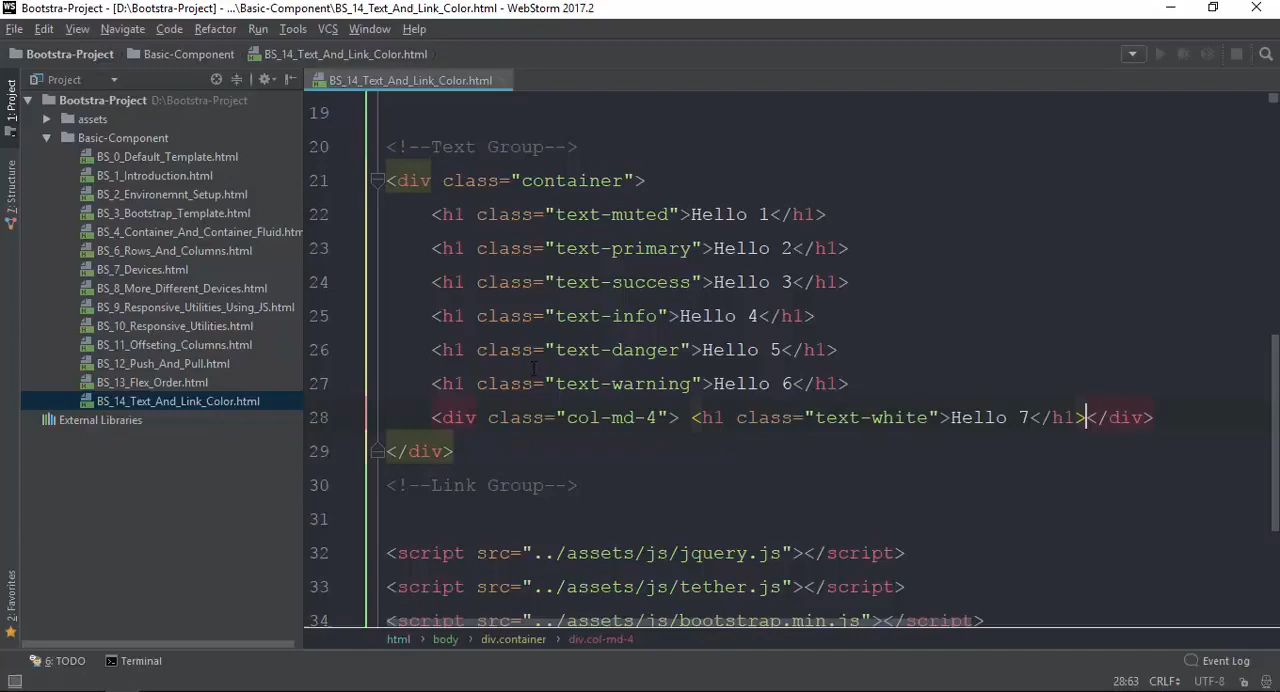 Bootstra-Project - [D:\Bootstra-Project] - ...\Basic-Component\BS_14_Text_And_Link_Color.html - WebStorm 2017.2
File Edit View Navigate Code Refactor Run Tools VCS Window Help
Bootstra-Project Basic-Component BS_14_Text_And_Link_Color.html
1: Project
Z: Structure
2: Favorites
Project
Bootstra-Project D:\Bootstra-Project
assets
Basic-Component
BS_0_Default_Template.html
BS_1_Introduction.html
BS_2_Environemnt_Setup.html
BS_3_Bootstrap_Template.html
BS_4_Container_And_Container_Fluid.htm
BS_6_Rows_And_Columns.html
BS_7_Devices.html
BS_8_More_Different_Devices.html
BS_9_Responsive_Utilities_Using_JS.html
BS_10_Responsive_Utilities.html
BS_11_Offseting_Columns.html
BS_12_Push_And_Pull.html
BS_13_Flex_Order.html
BS_14_Text_And_Link_Color.html
External Libraries
BS_14_Text_And_Link_Color.html
19
20 <!--Text Group-->
21 <div class="container">
22 <h1 class="text-muted">Hello 1</h1>
23 <h1 class="text-primary">Hello 2</h1>
24 <h1 class="text-success">Hello 3</h1>
25 <h1 class="text-info">Hello 4</h1>
26 <h1 class="text-danger">Hello 5</h1>
27 <h1 class="text-warning">Hello 6</h1>
28 <div class="col-md-4"> <h1 class="text-white">Hello 7</h1></div>
29 </div>
30 <!--Link Group-->
31
32 <script src="../assets/js/jquery.js"></script>
33 <script src="../assets/js/tether.js"></script>
34 <script src="../assets/js/bootstrap.min.js"></script>
html body div.container div.col-md-4
6: TODO Terminal Event Log
28:63 CRLF UTF-8